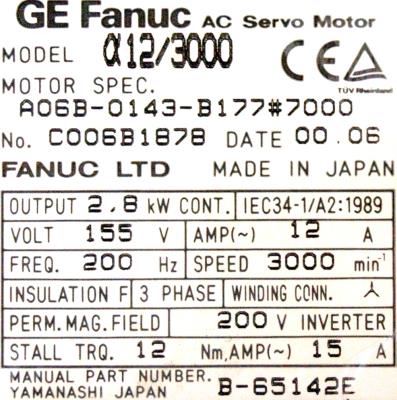 GE Fanuc AC Servo Motor
MODEL α12/3000
CE TÜV Rheinland
MOTOR SPEC.
A06B-0143-B177#7000
No. C006B1878 DATE 00.06
FANUC LTD MADE IN JAPAN
OUTPUT 2.8 kW CONT. IEC34-1/A2:1989
VOLT 155 V AMP(~) 12 A
FREQ. 200 Hz SPEED 3000 min⁻¹
INSULATION F 3 PHASE WINDING CONN. ⅄
PERM. MAG. FIELD 200 V INVERTER
STALL TRQ. 12 Nm, AMP(~) 15 A
MANUAL PART NUMBER.
YAMANASHI JAPAN B-65142E